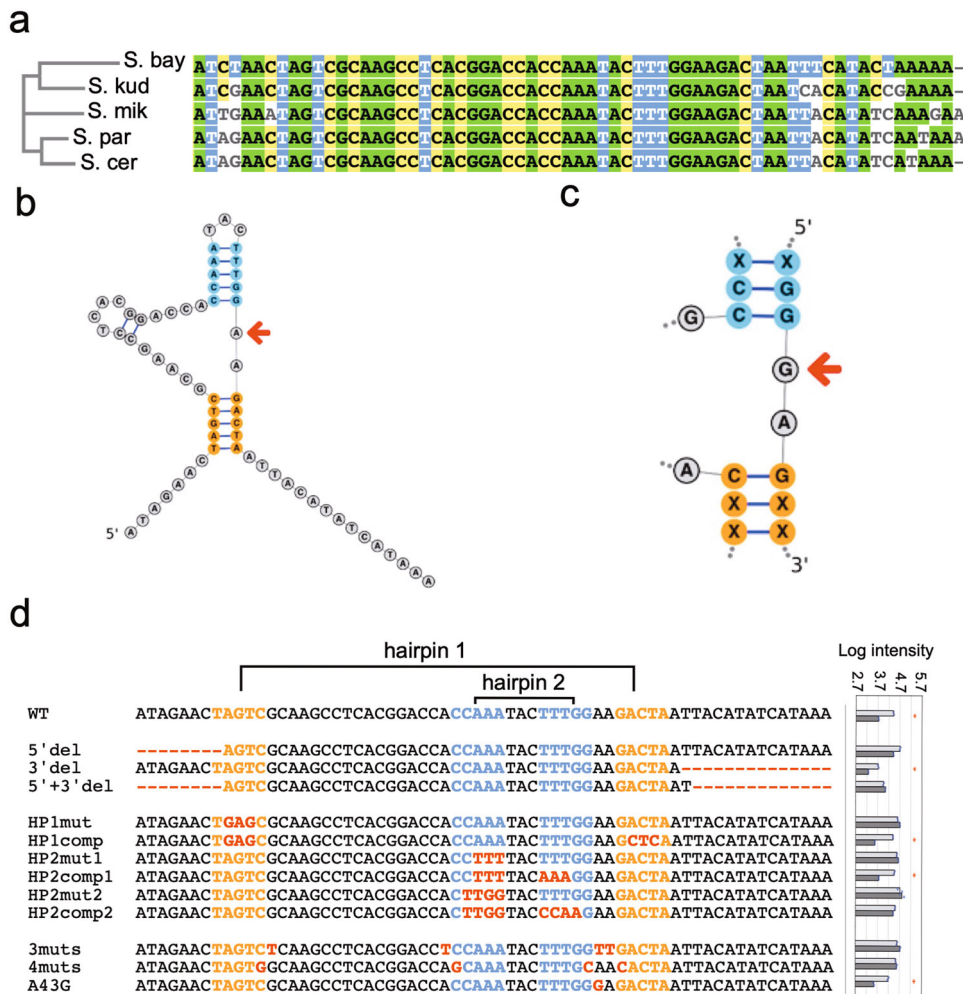 a
S. bay ATCTAACTAGTCGCAAGCCTCACGGACCACCAAATACTTTGGAAGACTAATTTCATACTAAAAA–
S. kud ATCGAACTAGTCGCAAGCCTCACGGACCACCAAATACTTTGGAAGACTAATCACATACCGAAAA–
S. mik ATTGAAATAGTCGCAAGCCTCACGGACCACCAAATACTTTGGAAGACTAATTACATATCAAAGAA
S. par ATAGAACTAGTCGCAAGCCTCACGGACCACCAAATACTTTGGAAGACTAATTACATATCAATAAA
S. cer ATAGAACTAGTCGCAAGCCTCACGGACCACCAAATACTTTGGAAGACTAATTACATATCATAAA–
b
5' ATAGAACTAGTCGCAAGCCTCACGGACCACCAAATACTTTGGAAGACTAATTACATATCATAAA
c
5'
X X
C G
G C G
G
A
A C G
X X
X X
3'
d
hairpin 1
hairpin 2
Log intensity
2.7 3.7 4.7 5.7
WT ATAGAACTAGTCGCAAGCCTCACGGACCACCAAATACTTTGGAAGACTAATTACATATCATAAA
5'del --------AGTCGCAAGCCTCACGGACCACCAAATACTTTGGAAGACTAATTACATATCATAAA
3'del ATAGAACTAGTCGCAAGCCTCACGGACCACCAAATACTTTGGAAGACTAA--------------
5'+3'del --------AGTCGCAAGCCTCACGGACCACCAAATACTTTGGAAGACTAAT-------------
HP1mut ATAGAACTGAGCGCAAGCCTCACGGACCACCAAATACTTTGGAAGACTAATTACATATCATAAA
HP1comp ATAGAACTGAGCGCAAGCCTCACGGACCACCAAATACTTTGGAAGCTCAATTACATATCATAAA
HP2mut1 ATAGAACTAGTCGCAAGCCTCACGGACCACCTTTTACTTTGGAAGACTAATTACATATCATAAA
HP2comp1 ATAGAACTAGTCGCAAGCCTCACGGACCACCTTTTACAAAGGAAGACTAATTACATATCATAAA
HP2mut2 ATAGAACTAGTCGCAAGCCTCACGGACCACTTGGTACTTTGGAAGACTAATTACATATCATAAA
HP2comp2 ATAGAACTAGTCGCAAGCCTCACGGACCACTTGGTACCCAAGAAGACTAATTACATATCATAAA
3muts ATAGAACTAGTCTCAAGCCTCACGGACCTCCAAATACTTTGGTTGACTAATTACATATCATAAA
4muts ATAGAACTAGTGGCAAGCCTCACGGACCAGCAAATACTTTGCAACACTAATTACATATCATAAA
A43G ATAGAACTAGTCGCAAGCCTCACGGACCACCAAATACTTTGGGAGACTAATTACATATCATAAA